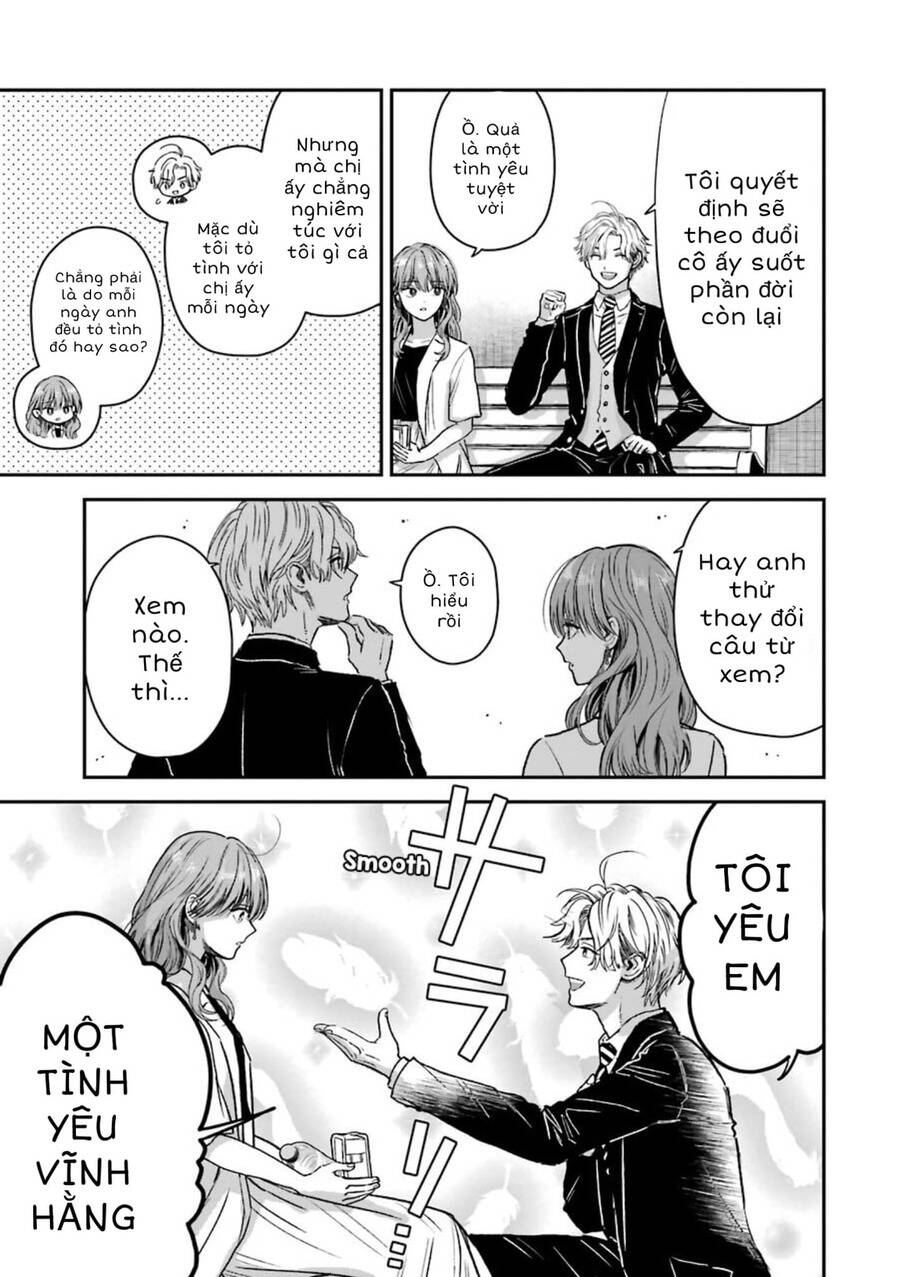 Tôi quyết
định sẽ
theo đuổi
cô ấy suốt
phần đời
còn lại
Ồ. Quả
là một
tình yêu
tuyệt
vời
Nhưng
mà chị
ấy chẳng
nghiêm
túc với
tôi gì cả
Mặc dù
tôi tỏ
tình với
chị ấy
mỗi ngày
Chẳng phải
là do mỗi
ngày anh
đều tỏ tình
đó hay sao?
Hay anh
thử
thay đổi
câu từ
xem?
Ồ. Tôi
hiểu
rồi
Xem
nào.
Thế
thì...
TÔI
YÊU
EM
サラッ…
Smooth
MỘT
TÌNH
YÊU
VĨNH
HẰNG